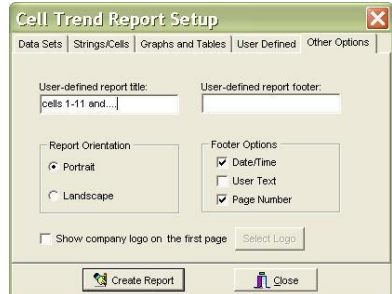 Cell Trend Report Setup
Data Sets Strings/Cells Graphs and Tables User Defined Other Options
User-defined report title: User-defined report footer:
cells 1-11 and....
Report Orientation Footer Options
Portrait Date/Time
User Text
Landscape Page Number
Show company logo on the first page Select Logo
Create Report Close